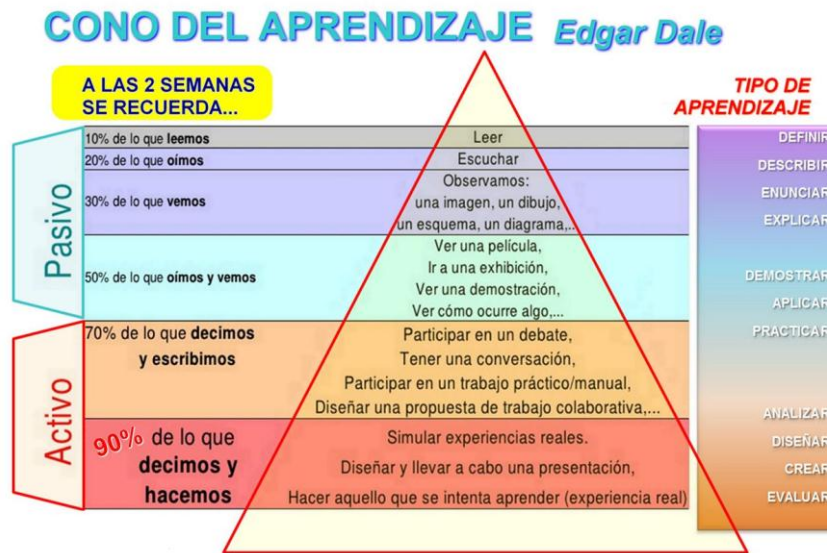 CONO DEL APRENDIZAJE Edgar Dale
A LAS 2 SEMANAS
SE RECUERDA...
TIPO DE
APRENDIZAJE
Pasivo
10% de lo que leemos
Leer
20% de lo que oímos
Escuchar
30% de lo que vemos
Observamos:
una imagen, un dibujo,
un esquema, un diagrama,...
50% de lo que oímos y vemos
Ver una película,
Ir a una exhibición,
Ver una demostración,
Ver cómo ocurre algo,...
Activo
70% de lo que decimos
y escribimos
Participar en un debate,
Tener una conversación,
Participar en un trabajo práctico/manual,
Diseñar una propuesta de trabajo colaborativa,...
90% de lo que
decimos y
hacemos
Simular experiencias reales.
Diseñar y llevar a cabo una presentación,
Hacer aquello que se intenta aprender (experiencia real)
DEFINIR
DESCRIBIR
ENUNCIAR
EXPLICAR
DEMOSTRAR
APLICAR
PRACTICAR
ANALIZAR
DISEÑAR
CREAR
EVALUAR